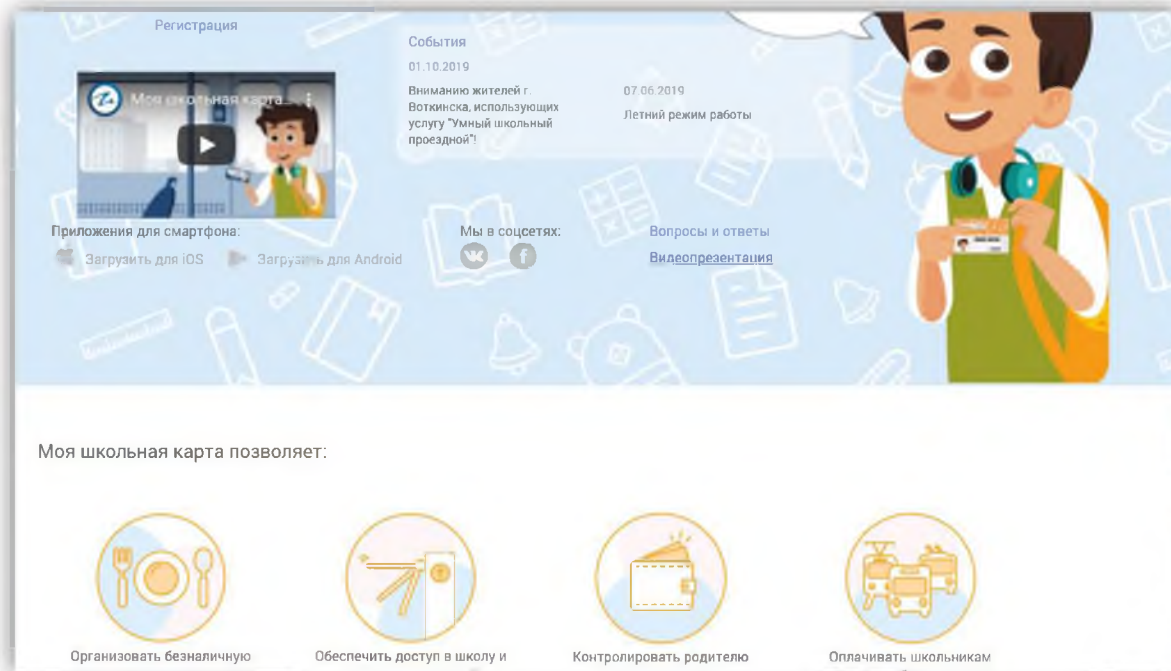 Регистрация
События
01.10.2019
Вниманию жителей г.
Воткинска, использующих
услугу "Умный школьный
проездной"!
07.06.2019
Летний режим работы
Моя школьная карта...
Приложения для смартфона:
Загрузить для iOS
Загрузить для Android
Мы в соцсетях:
Вопросы и ответы
Видеопрезентация
Моя школьная карта позволяет:
Организовать безналичную
Обеспечить доступ в школу и
Контролировать родителю
Оплачивать школьникам